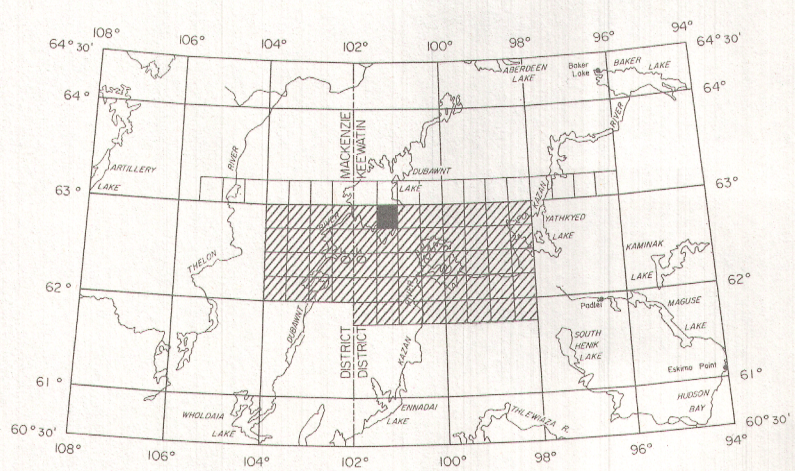 108° 106° 104° 102° 100° 98° 96° 94°
64° 30' 64° 30'
ABERDEEN LAKE
Baker Lake
BAKER LAKE
64° 64°
RIVER
MACKENZIE
KEEWATIN
RIVER
ARTILLERY LAKE
DUBAWNT LAKE
63° 63°
KAZAN
RIVER
YATHKYED LAKE
KAMINAK LAKE
THELON
62° 62°
RIVER
Padlei
MAGUSE LAKE
DUBAWNT
DISTRICT
DISTRICT
KAZAN
SOUTH HENIK LAKE
Eskimo Point
61° 61°
HUDSON BAY
WHOLDAIA LAKE
ENNADAI LAKE
THLEWIAZA R.
60° 30' 60° 30'
108° 106° 104° 102° 100° 98° 96° 94°